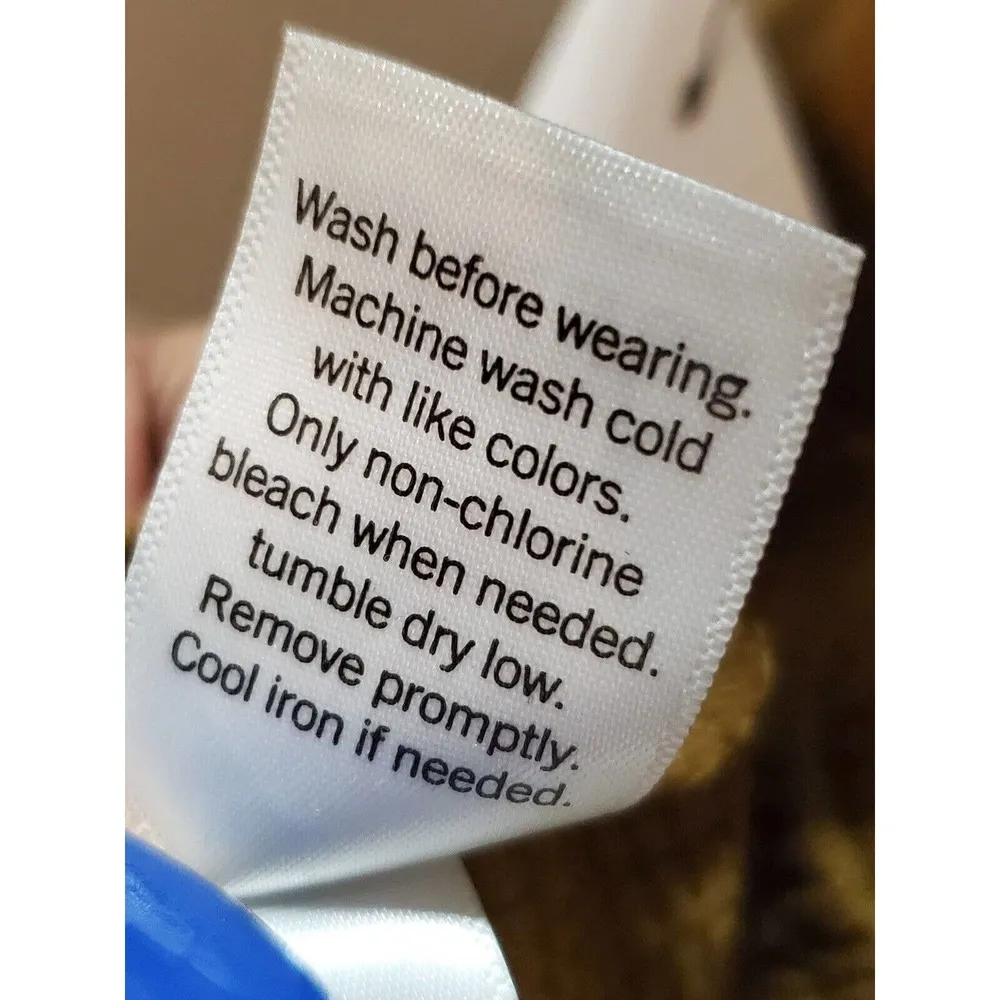 Wash before wearing.
Machine wash cold
with like colors.
Only non-chlorine
bleach when needed.
tumble dry low.
Remove promptly.
Cool iron if needed.